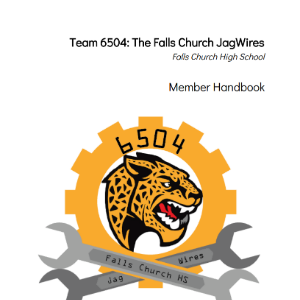 Team 6504: The Falls Church JagWires
Falls Church High School
Member Handbook
6504
Falls Church HS
Jag Wires